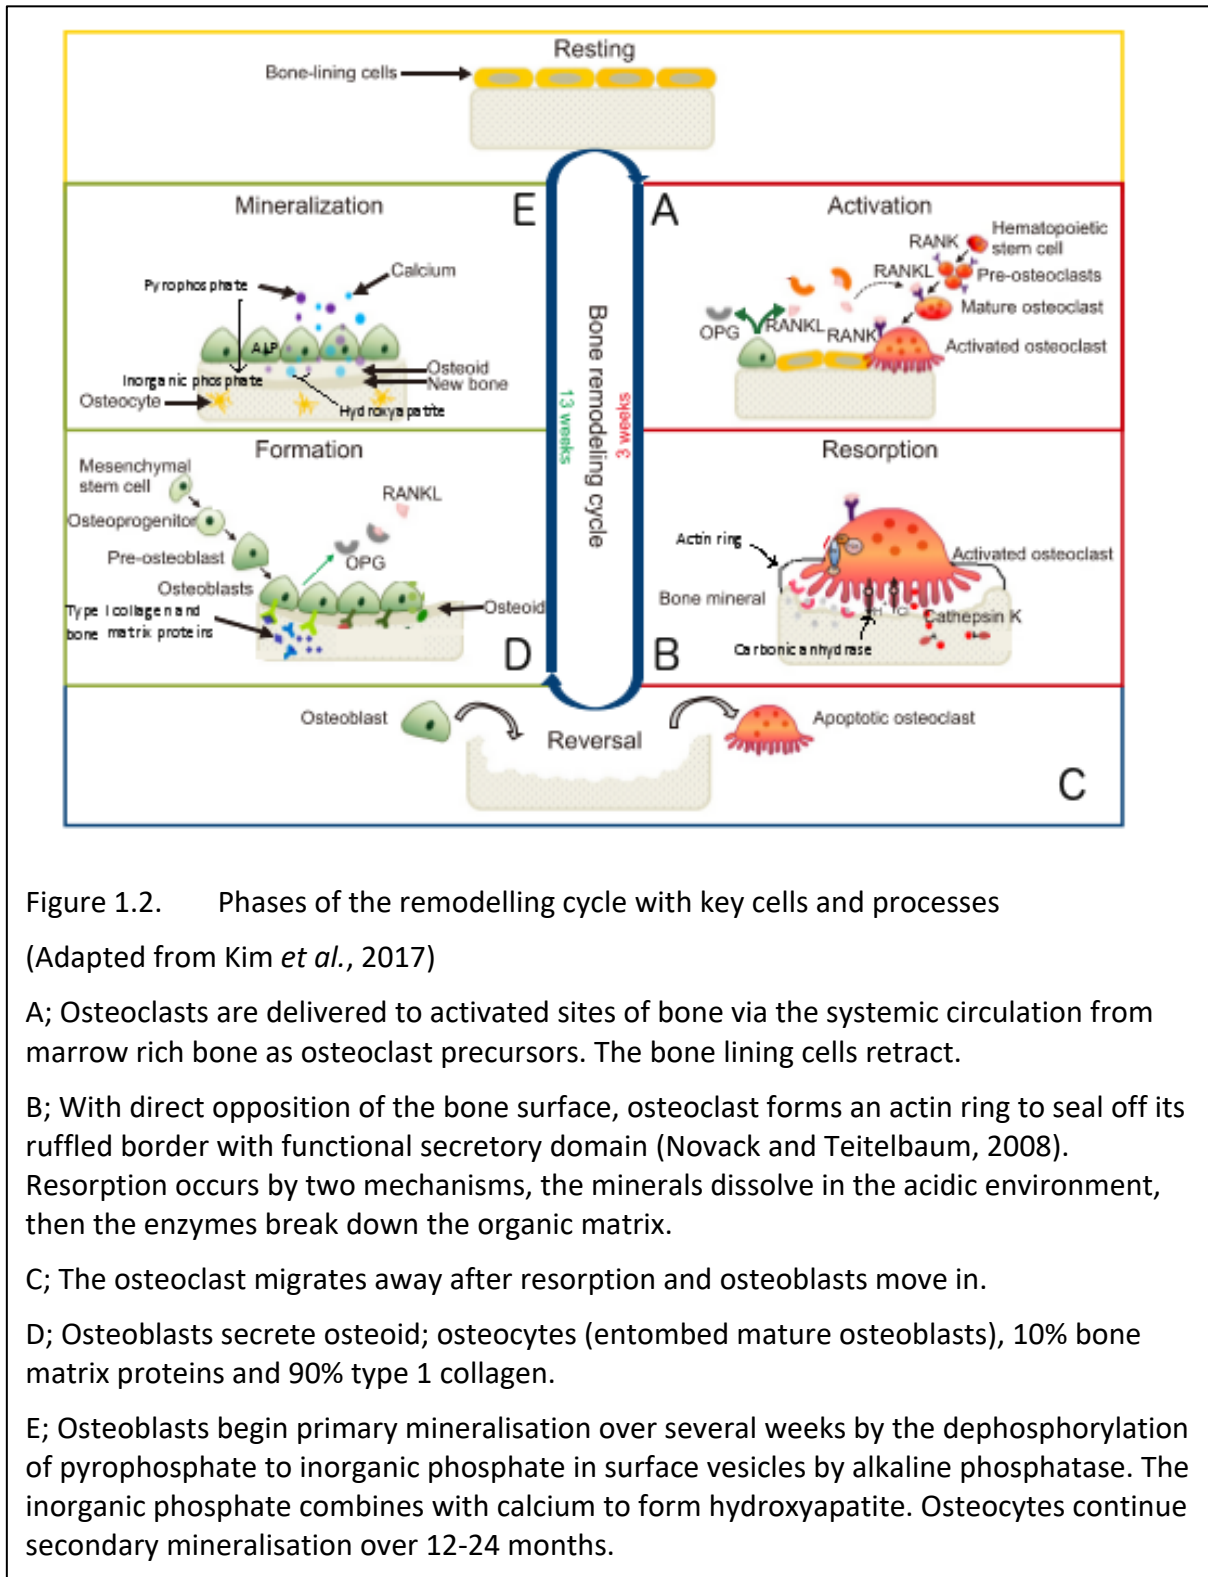 Resting
Bone-lining cells
Mineralization
E
Pyrophosphate
Calcium
ALP
Inorganic phosphate
Osteoid
New bone
Osteocyte
Hydroxyapatrite
A
Activation
RANK
Hematopoietic
stem cell
RANKL
Pre-osteoclasts
Mature osteoclast
OPG
RANKL
RANK
Activated osteoclast
Bone remodeling cycle
13 weeks
3 weeks
Formation
Mesenchymal
stem cell
Osteoprogenitor
Pre-osteoblast
RANKL
OPG
Osteoblasts
Type I collagen and
bone matrix proteins
Osteoid
D
Resorption
Actin ring
Activated osteoclast
Bone mineral
H+
Cl-
Cathepsin K
Carbonic anhydrase
B
Osteoblast
Reversal
Apoptotic osteoclast
C
Figure 1.2. Phases of the remodelling cycle with key cells and processes
(Adapted from Kim et al., 2017)
A; Osteoclasts are delivered to activated sites of bone via the systemic circulation from
marrow rich bone as osteoclast precursors. The bone lining cells retract.
B; With direct opposition of the bone surface, osteoclast forms an actin ring to seal off its
ruffled border with functional secretory domain (Novack and Teitelbaum, 2008).
Resorption occurs by two mechanisms, the minerals dissolve in the acidic environment,
then the enzymes break down the organic matrix.
C; The osteoclast migrates away after resorption and osteoblasts move in.
D; Osteoblasts secrete osteoid; osteocytes (entombed mature osteoblasts), 10% bone
matrix proteins and 90% type 1 collagen.
E; Osteoblasts begin primary mineralisation over several weeks by the dephosphorylation
of pyrophosphate to inorganic phosphate in surface vesicles by alkaline phosphatase. The
inorganic phosphate combines with calcium to form hydroxyapatite. Osteocytes continue
secondary mineralisation over 12-24 months.